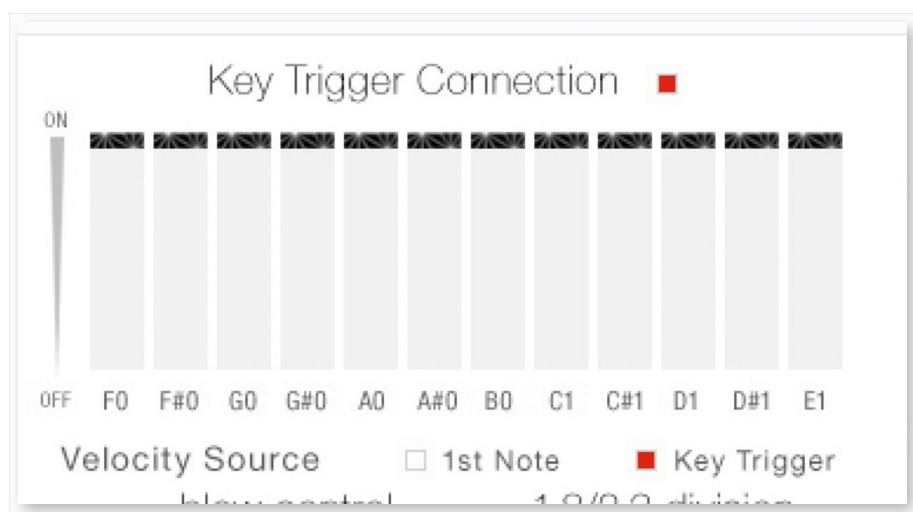 Key Trigger Connection
ON
OFF F0 F#0 G0 G#0 A0 A#0 B0 C1 C#1 D1 D#1 E1
Velocity Source 1st Note Key Trigger